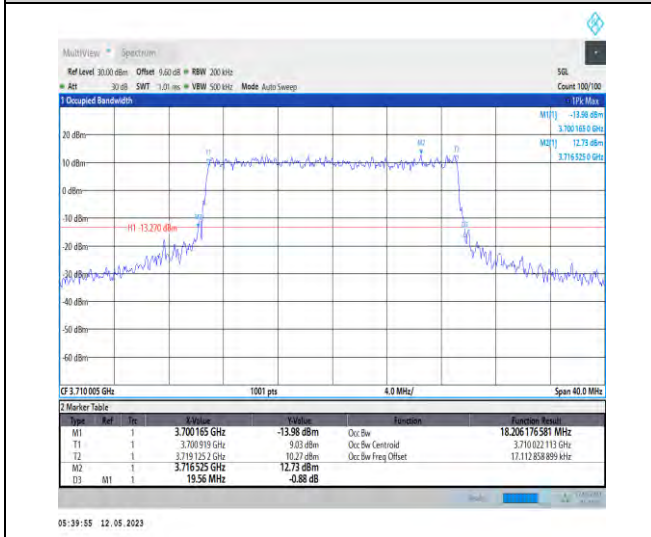 MultiView Spectrum
Ref Level 30.00 dBm Offset 9.60 dB RBW 200 kHz SGL
Att 30 dB SWT 1.01 ms VBW 500 kHz Mode Auto Sweep Count 100/100
1 Occupied Bandwidth 1Pk Max
M1[1] -13.98 dBm
3.700 165 0 GHz
M2[1] 12.73 dBm
3.716 525 0 GHz
20 dBm
M2
T1
10 dBm
0 dBm
-10 dBm
M1
H1 -13.270 dBm
-20 dBm
-30 dBm
-40 dBm
-50 dBm
-60 dBm
CF 3.710 005 GHz 1001 pts 4.0 MHz/ Span 40.0 MHz
2 Marker Table
Type Ref Trc X-Value Y-Value Function Function Result
M1 1 3.700 165 GHz -13.98 dBm Occ Bw 18.206 176 581 MHz
T1 1 3.700 919 GHz 9.03 dBm Occ Bw Centroid 3.710 022 113 GHz
T2 1 3.719 125 2 GHz 10.27 dBm Occ Bw Freq Offset 17.112 858 899 kHz
M2 1 3.716 525 GHz 12.73 dBm
D3 M1 1 19.56 MHz -0.88 dB
05:39:55 12.05.2023